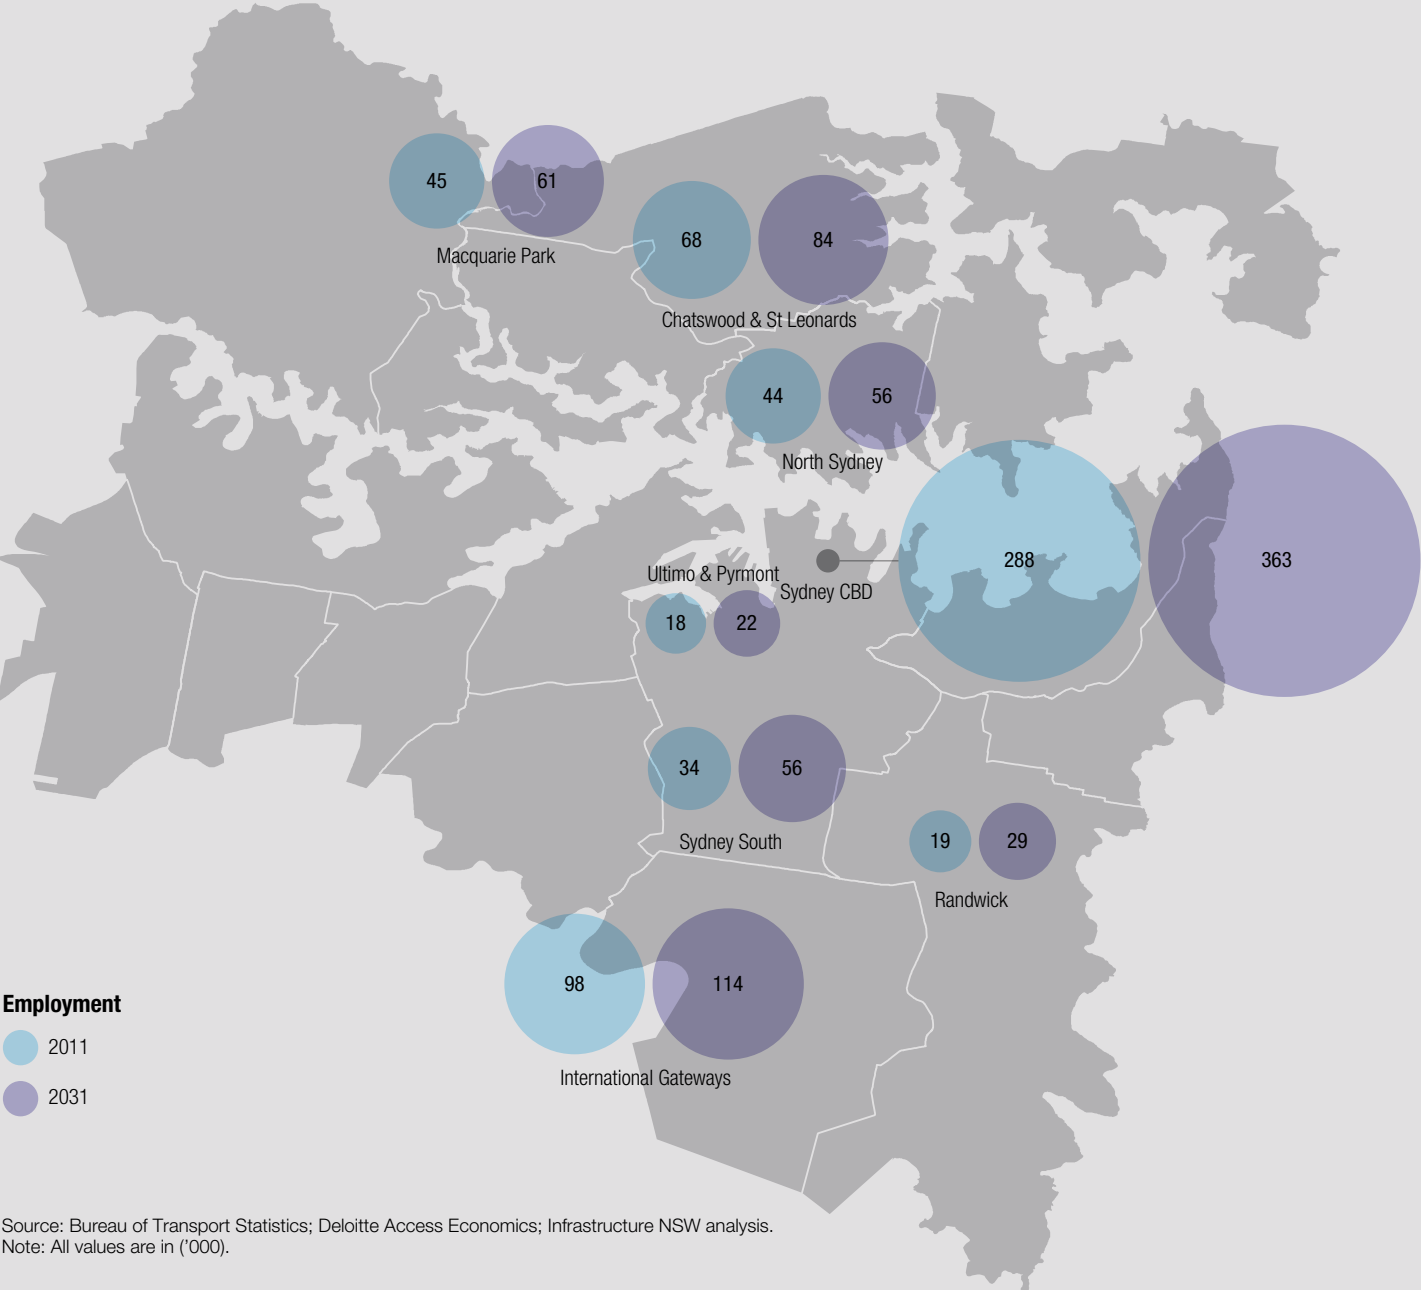 45
61
Macquarie Park
68
84
Chatswood & St Leonards
44
56
North Sydney
288
363
Ultimo & Pyrmont
Sydney CBD
18
22
34
56
Sydney South
19
29
Randwick
98
114
International Gateways
Employment
2011
2031
Source: Bureau of Transport Statistics; Deloitte Access Economics; Infrastructure NSW analysis.
Note: All values are in (’000).